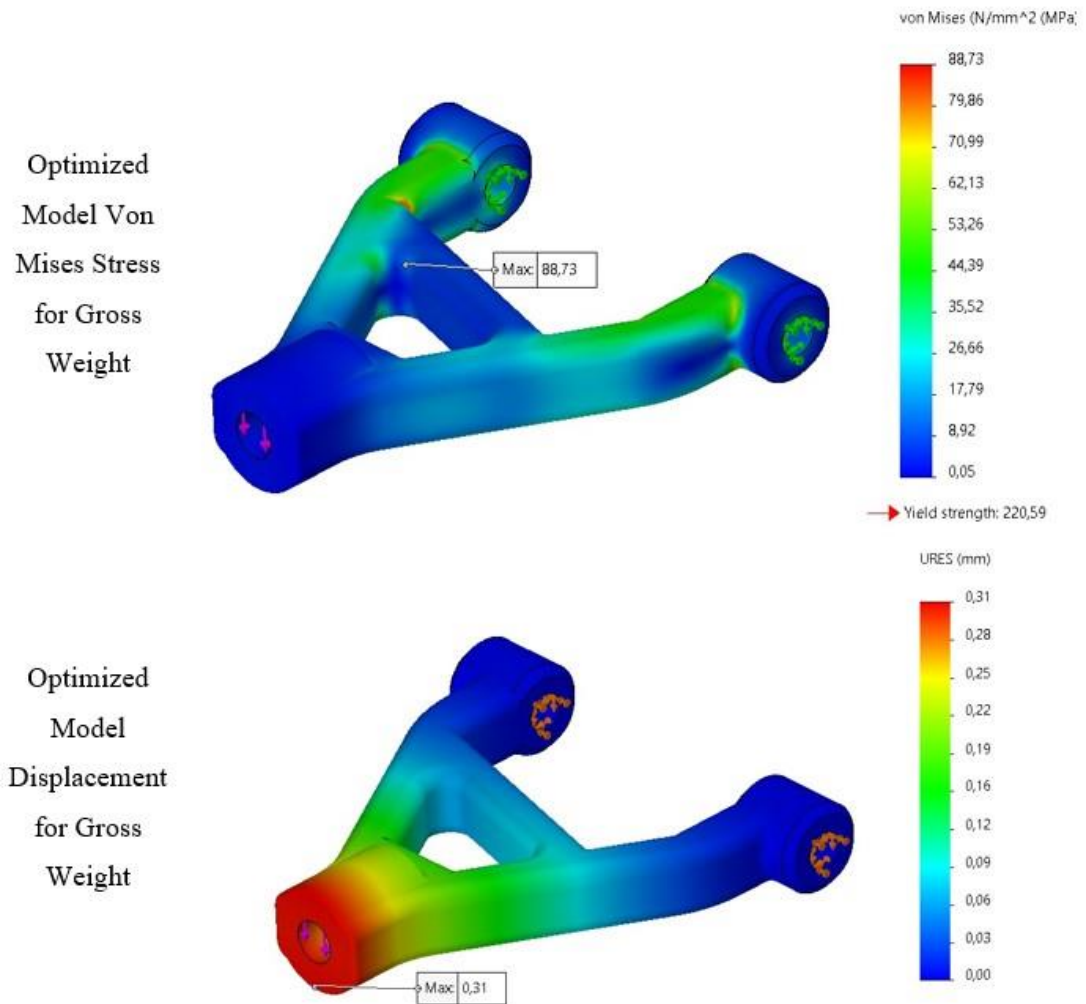 von Mises (N/mm^2 (MPa)
88,73
79,86
70,99
62,13
53,26
44,39
35,52
26,66
17,79
8,92
0,05
Yield strength: 220,59
Optimized
Model Von
Mises Stress
for Gross
Weight
Max: 88,73
URES (mm)
0,31
0,28
0,25
0,22
0,19
0,16
0,13
0,09
0,06
0,03
0,00
Optimized
Model
Displacement
for Gross
Weight
Max: 0,31